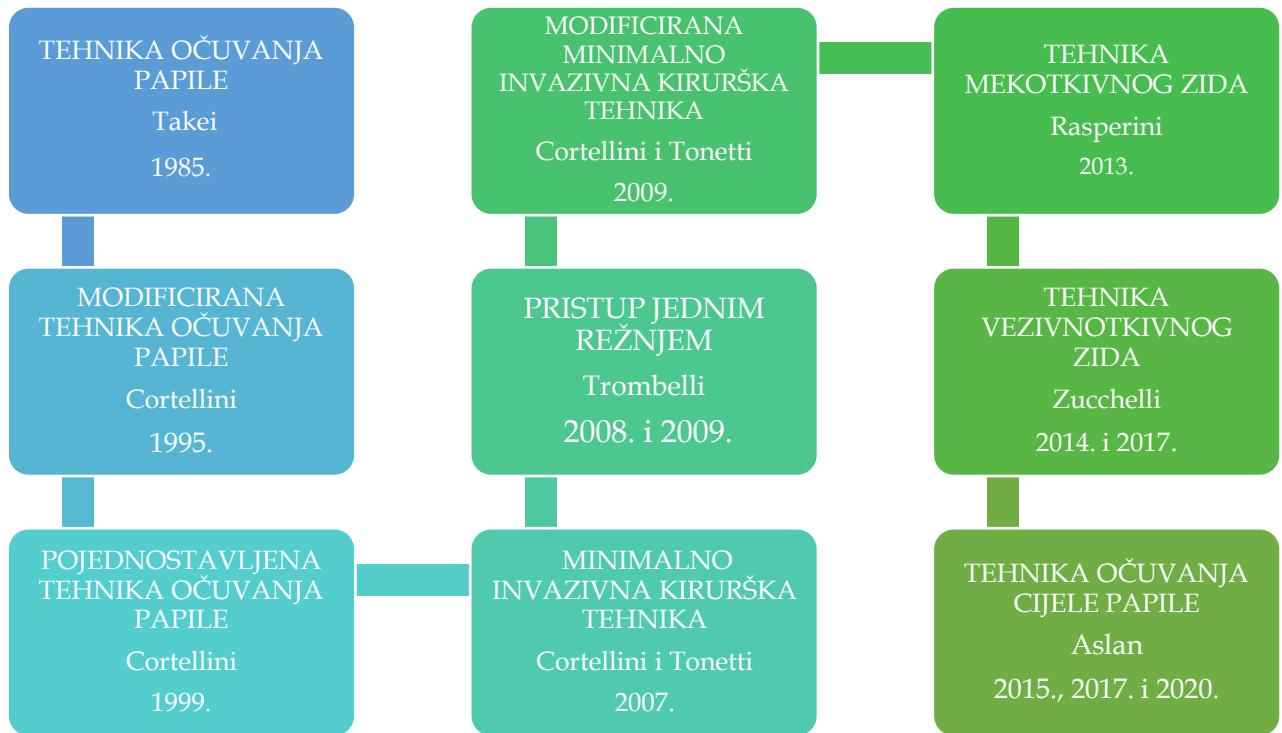 TEHNIKA OČUVANJA
PAPILE
Takei
1985.
MODIFICIRANA
TEHNIKA OČUVANJA
PAPILE
Cortellini
1995.
POJEDNOSTAVLJENA
TEHNIKA OČUVANJA
PAPILE
Cortellini
1999.
MINIMALNO
INVAZIVNA KIRURŠKA
TEHNIKA
Cortellini i Tonetti
2007.
PRISTUP JEDNIM
REŽNJEM
Trombelli
2008. i 2009.
MODIFICIRANA
MINIMALNO
INVAZIVNA KIRURŠKA
TEHNIKA
Cortellini i Tonetti
2009.
TEHNIKA
MEKOTKIVNOG ZIDA
Rasperini
2013.
TEHNIKA
VEZIVNOTKIVNOG
ZIDA
Zucchelli
2014. i 2017.
TEHNIKA OČUVANJA
CIJELE PAPILE
Aslan
2015., 2017. i 2020.